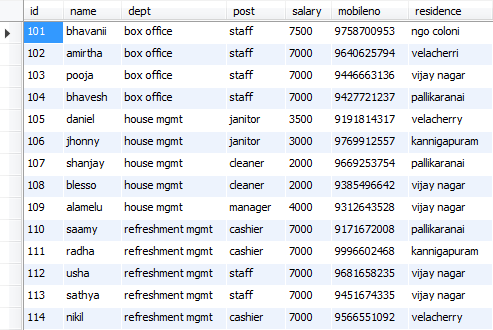 id name dept post salary mobileno residence
101 bhavanii box office staff 7500 9758700953 ngo coloni
102 amirtha box office staff 7000 9640625794 velacherri
103 pooja box office staff 7000 9446663136 vijay nagar
104 bhavesh box office staff 7000 9427721237 pallikaranai
105 daniel house mgmt janitor 3500 9191814317 velacherry
106 jhonny house mgmt janitor 3000 9769912557 kannigapuram
107 shanjay house mgmt cleaner 2000 9669253754 pallikaranai
108 blesso house mgmt cleaner 2000 9385496642 vijay nagar
109 alamelu house mgmt manager 4000 9312643528 vijay nagar
110 saamy refreshment mgmt cashier 7000 9171672008 pallikaranai
111 radha refreshment mgmt cashier 7000 9996602468 kannigapuram
112 usha refreshment mgmt staff 7000 9681658235 vijay nagar
113 sathya refreshment mgmt staff 7000 9451674335 vijay nagar
114 nikil refreshment mgmt cashier 7000 9566551092 velacherry